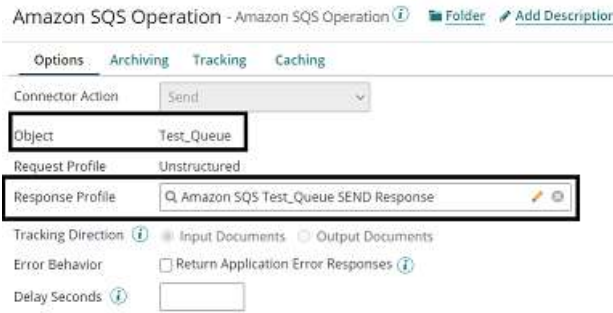 Amazon SQS Operation - Amazon SQS Operation i Folder Add Description
Options Archiving Tracking Caching
Connector Action Send
Object Test_Queue
Request Profile Unstructured
Response Profile Amazon SQS Test_Queue SEND Response
Tracking Direction i Input Documents Output Documents
Error Behavior Return Application Error Responses i
Delay Seconds i